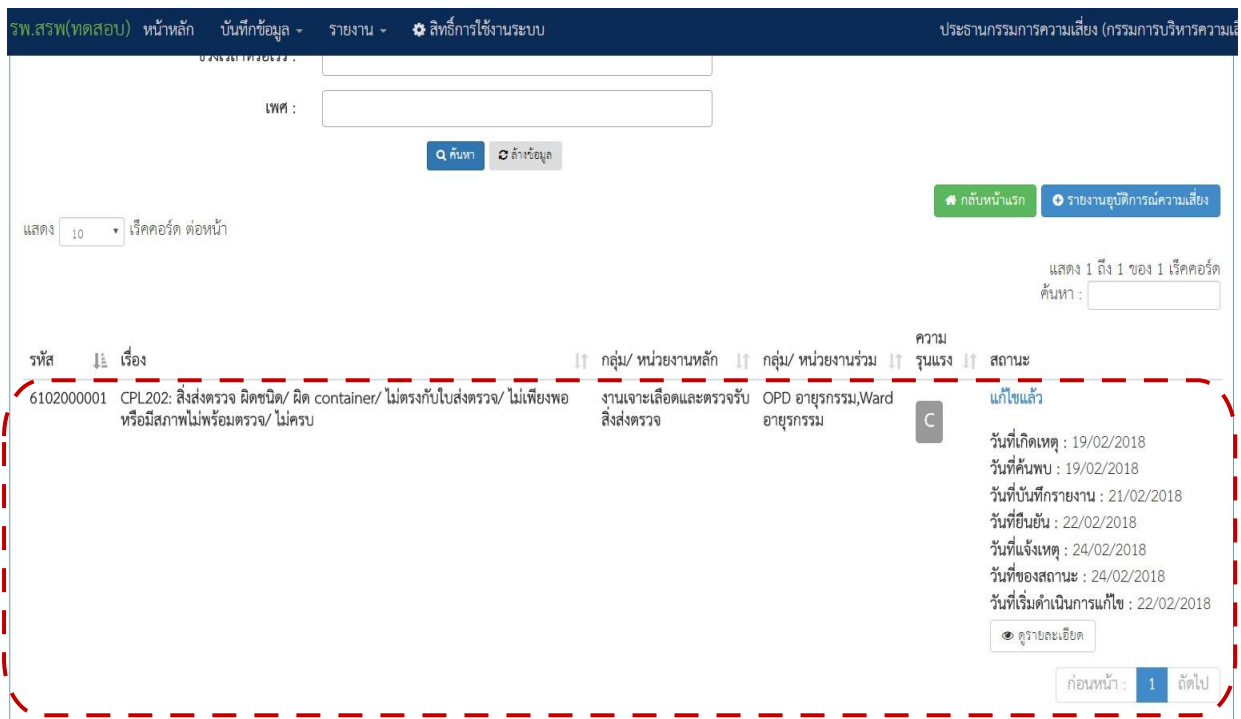 รพ.สรพ(ทดสอบ) หน้าหลัก บันทึกข้อมูล รายงาน สิทธิ์การใช้งานระบบ ประธานกรรมการความเสี่ยง (กรรมการบริหารความ
เพศ :
ค้นหา ล้างข้อมูล
กลับหน้าแรก รายงานอุบัติการณ์ความเสี่ยง
แสดง 10 เร็คคอร์ด ต่อหน้า
แสดง 1 ถึง 1 ของ 1 เร็คคอร์ด
ค้นหา :
รหัส เรื่อง กลุ่ม/ หน่วยงานหลัก กลุ่ม/ หน่วยงานร่วม ความ
รุนแรง สถานะ
6102000001 CPL202: สิ่งส่งตรวจ ผิดชนิด/ ผิด container/ ไม่ตรงกับใบส่งตรวจ/ ไม่เพียงพอ งานเจาะเลือดและตรวจรับ OPD อายุรกรรม,Ward C แก้ไขแล้ว
หรือมีสภาพไม่พร้อมตรวจ/ ไม่ครบ สิ่งส่งตรวจ อายุรกรรม
วันที่เกิดเหตุ : 19/02/2018
วันที่ค้นพบ : 19/02/2018
วันที่บันทึกรายงาน : 21/02/2018
วันที่ยืนยัน : 22/02/2018
วันที่แจ้งเหตุ : 24/02/2018
วันที่ของสถานะ : 24/02/2018
วันที่เริ่มดำเนินการแก้ไข : 22/02/2018
ดูรายละเอียด
ก่อนหน้า : 1 ถัดไป